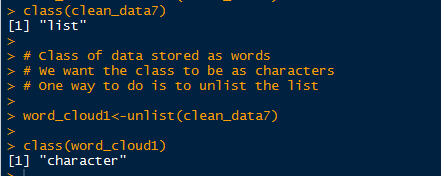 > class(clean_data7)
[1] "list"
>
> # Class of data stored as words
> # We want the class to be as characters
> # One way to do is to unlist the list
>
> word_cloud1<-unlist(clean_data7)
>
> class(word_cloud1)
[1] "character"
>